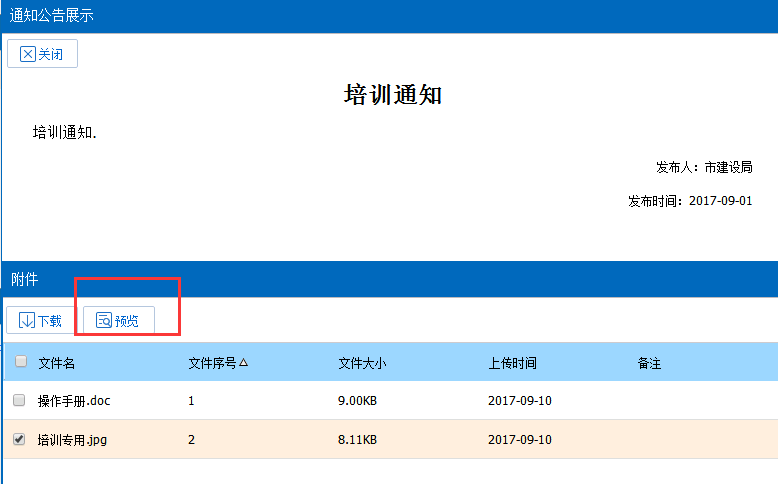 通知公告展示
关闭
培训通知
培训通知.
发布人：市建设局
发布时间：2017-09-01
附件
下载 预览
文件名 文件序号 文件大小 上传时间 备注
操作手册.doc 1 9.00KB 2017-09-10
培训专用.jpg 2 8.11KB 2017-09-10